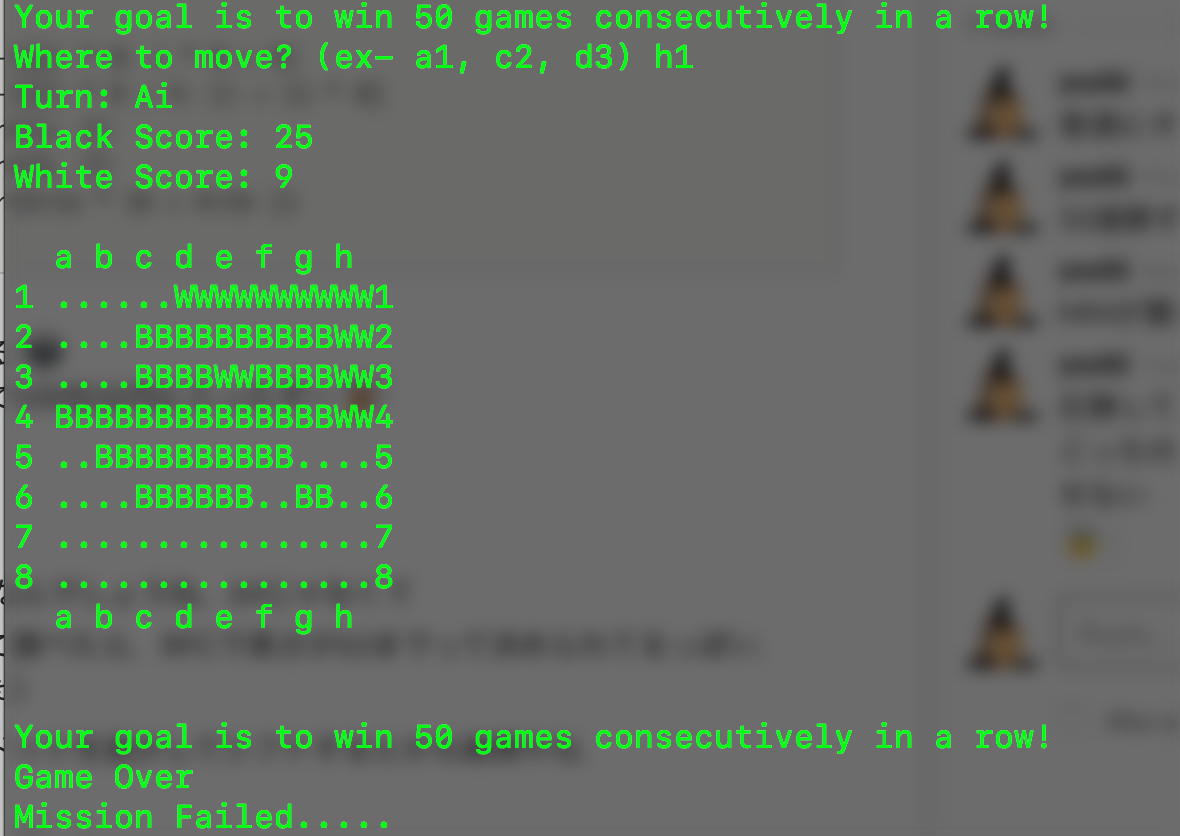 Your goal is to win 50 games consecutively in a row!
Where to move? (ex- a1, c2, d3) h1
Turn: Ai
Black Score: 25
White Score: 9
a b c d e f g h
1 ......WWWWWWWWWW1
2 ....BBBBBBBBBBWW2
3 ....BBBBWWBBBBWW3
4 BBBBBBBBBBBBBBWW4
5 ..BBBBBBBBBB....5
6 ....BBBBBB..BB..6
7 ................7
8 ................8
a b c d e f g h
Your goal is to win 50 games consecutively in a row!
Game Over
Mission Failed.....